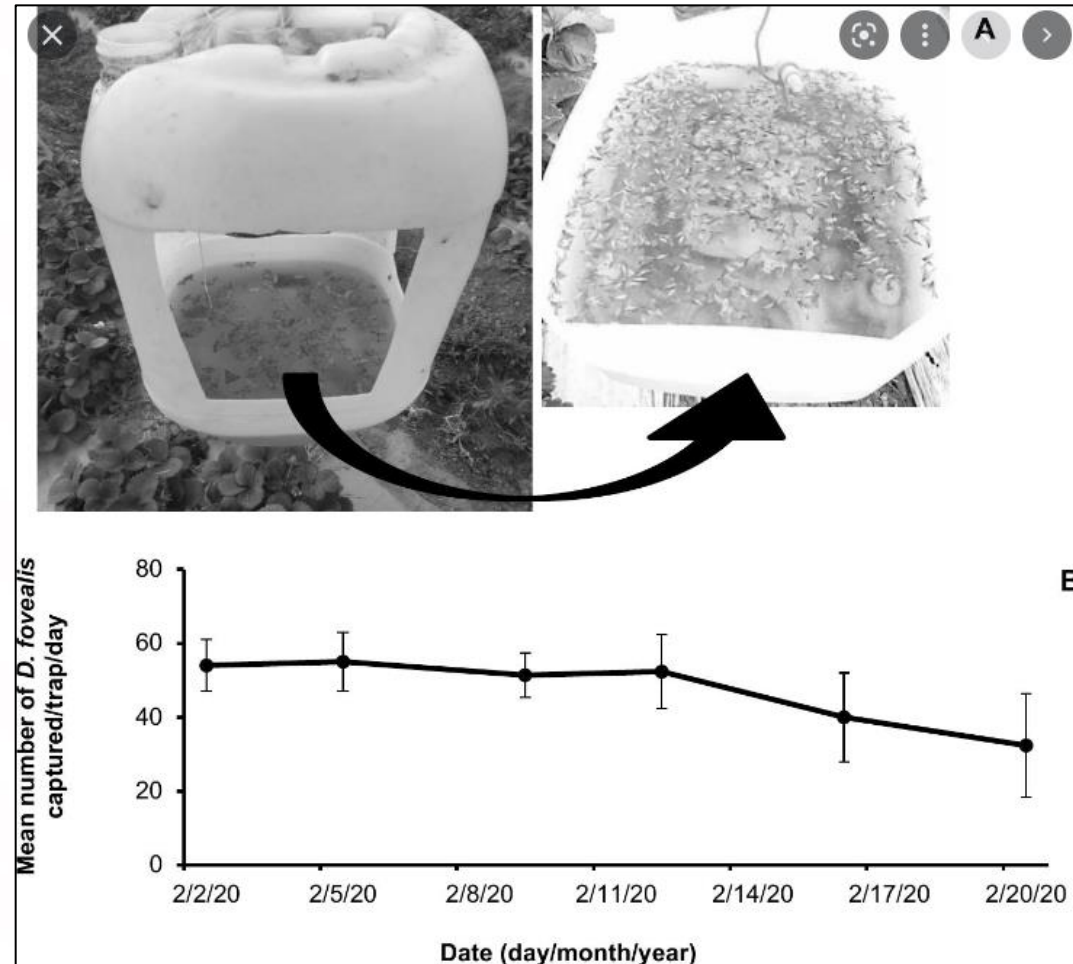 A
B
Mean number of D. fovealis
captured/trap/day
80
60
40
20
0
2/2/20 2/5/20 2/8/20 2/11/20 2/14/20 2/17/20 2/20/20
Date (day/month/year)